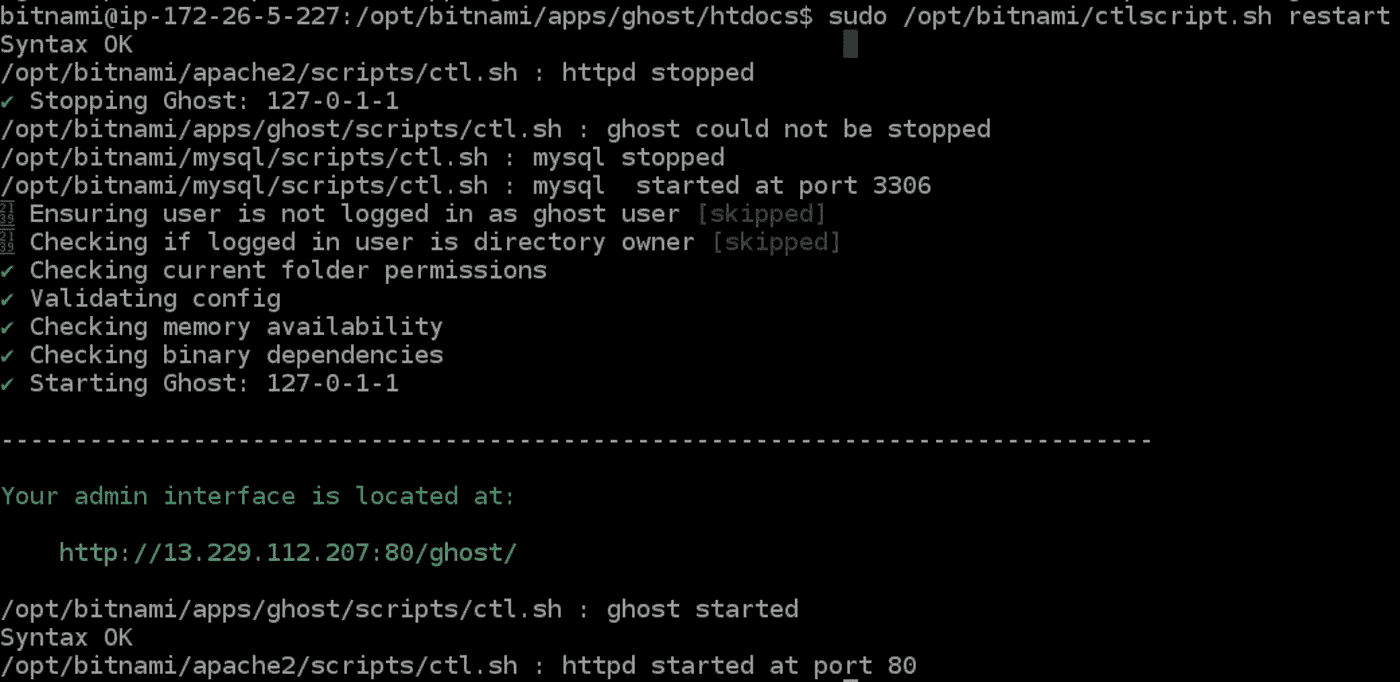 bitnami@ip-172-26-5-227:/opt/bitnami/apps/ghost/htdocs$ sudo /opt/bitnami/ctlscript.sh restart
Syntax OK
/opt/bitnami/apache2/scripts/ctl.sh : httpd stopped
✔ Stopping Ghost: 127-0-1-1
/opt/bitnami/apps/ghost/scripts/ctl.sh : ghost could not be stopped
/opt/bitnami/mysql/scripts/ctl.sh : mysql stopped
/opt/bitnami/mysql/scripts/ctl.sh : mysql  started at port 3306
ℹ Ensuring user is not logged in as ghost user [skipped]
ℹ Checking if logged in user is directory owner [skipped]
✔ Checking current folder permissions
✔ Validating config
✔ Checking memory availability
✔ Checking binary dependencies
✔ Starting Ghost: 127-0-1-1
------------------------------------------------------------------------------
Your admin interface is located at:
http://13.229.112.207:80/ghost/
/opt/bitnami/apps/ghost/scripts/ctl.sh : ghost started
Syntax OK
/opt/bitnami/apache2/scripts/ctl.sh : httpd started at port 80